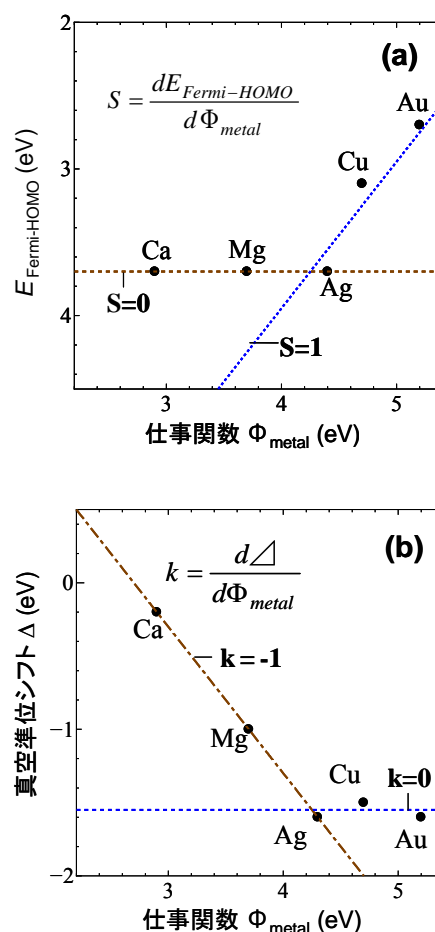 2
(a)
S = dE_Fermi-HOMO / dΦ_metal
Au
Cu
3
E_Fermi-HOMO (eV)
Ca
Mg
Ag
S=0
S=1
4
3
4
5
仕事関数 Φ_metal (eV)
(b)
k = d⊿ / dΦ_metal
0
Ca
k = -1
真空準位シフト Δ (eV)
-1
Mg
Cu
k=0
Ag
Au
−2
3
4
5
仕事関数 Φ_metal (eV)